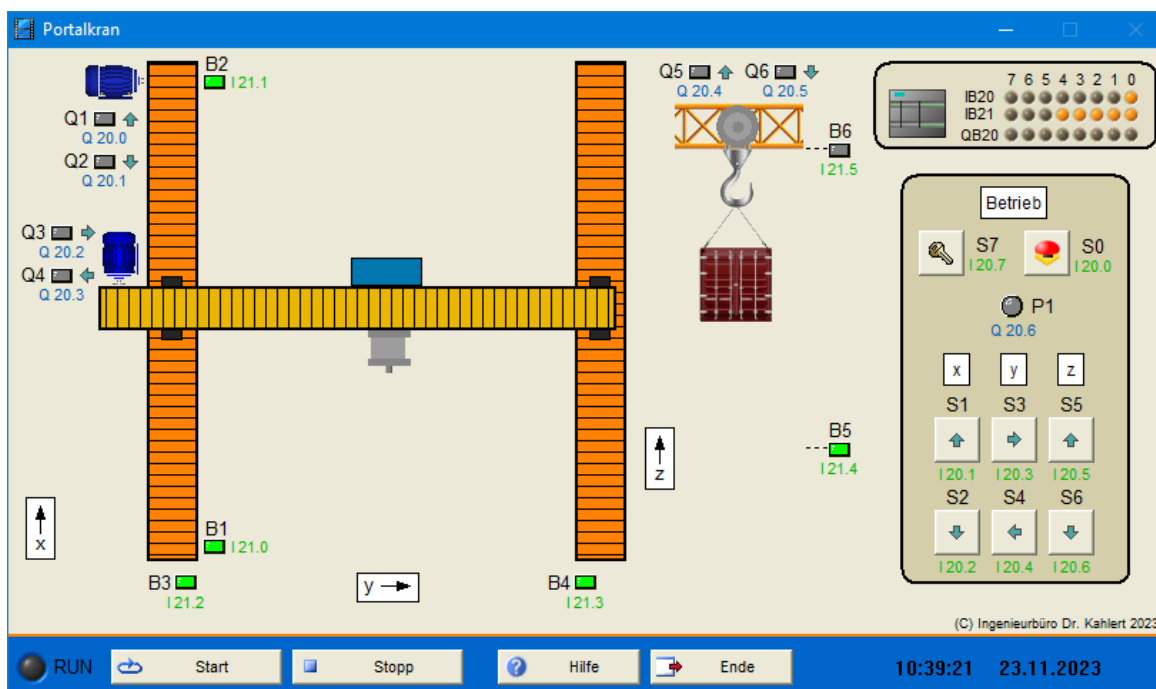 Portalkran
B2
I 21.1
Q1
Q 20.0
Q2
Q 20.1
Q3
Q 20.2
Q4
Q 20.3
B1
I 21.0
x
B3
I 21.2
y
B4
I 21.3
z
Q5
Q 20.4
Q6
Q 20.5
B6
I 21.5
B5
I 21.4
7 6 5 4 3 2 1 0
IB20
IB21
QB20
Betrieb
S7
I 20.7
S0
I 20.0
P1
Q 20.6
x y z
S1 S3 S5
I 20.1 I 20.3 I 20.5
S2 S4 S6
I 20.2 I 20.4 I 20.6
(C) Ingenieurbüro Dr. Kahlert 2023
RUN Start Stopp Hilfe Ende 10:39:21 23.11.2023